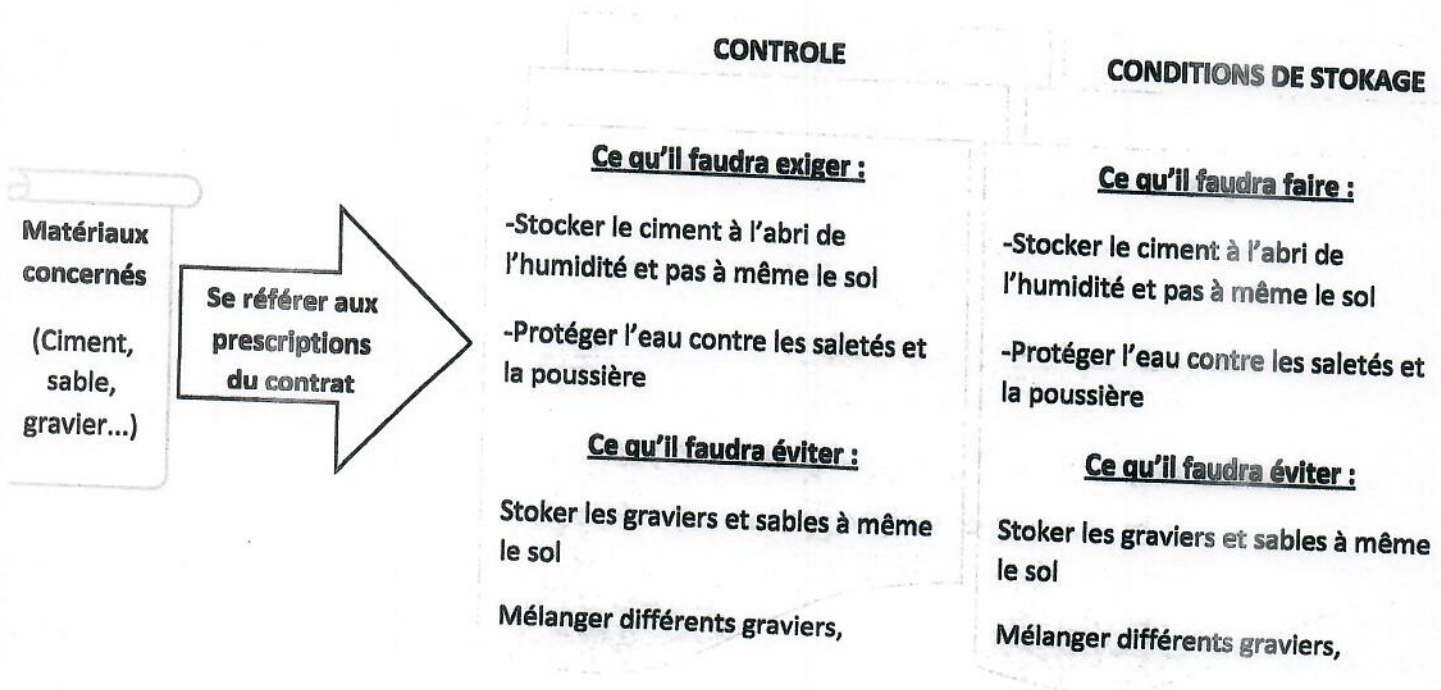 CONTROLE
CONDITIONS DE STOKAGE
Matériaux
concernés
(Ciment,
sable,
gravier...)
Se référer aux
prescriptions
du contrat
Ce qu'il faudra exiger :
-Stocker le ciment à l'abri de
l'humidité et pas à même le sol
-Protéger l'eau contre les saletés et
la poussière
Ce qu'il faudra éviter :
Stoker les graviers et sables à même
le sol
Mélanger différents graviers,
Ce qu'il faudra faire :
-Stocker le ciment à l'abri de
l'humidité et pas à même le sol
-Protéger l'eau contre les saletés et
la poussière
Ce qu'il faudra éviter :
Stoker les graviers et sables à même
le sol
Mélanger différents graviers,